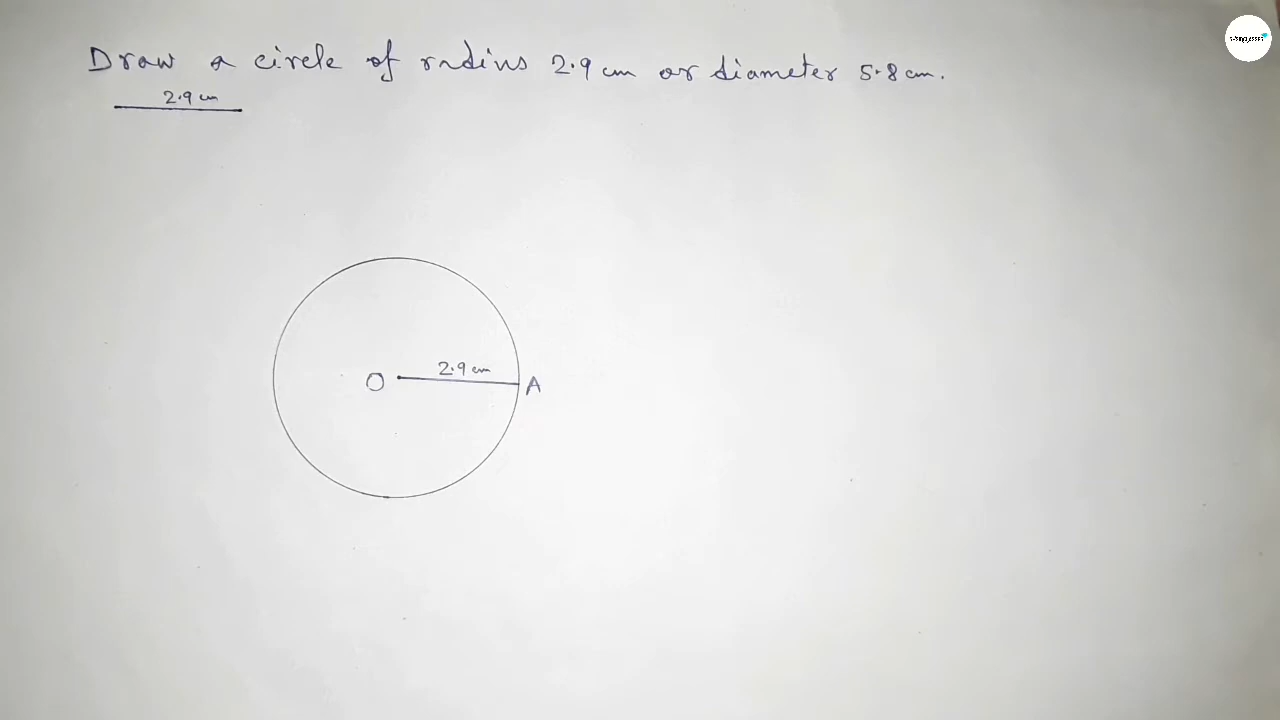 Draw a circle of radius 2.9 cm or diameter 5.8 cm.
2.9 cm
2.9 cm
O
A